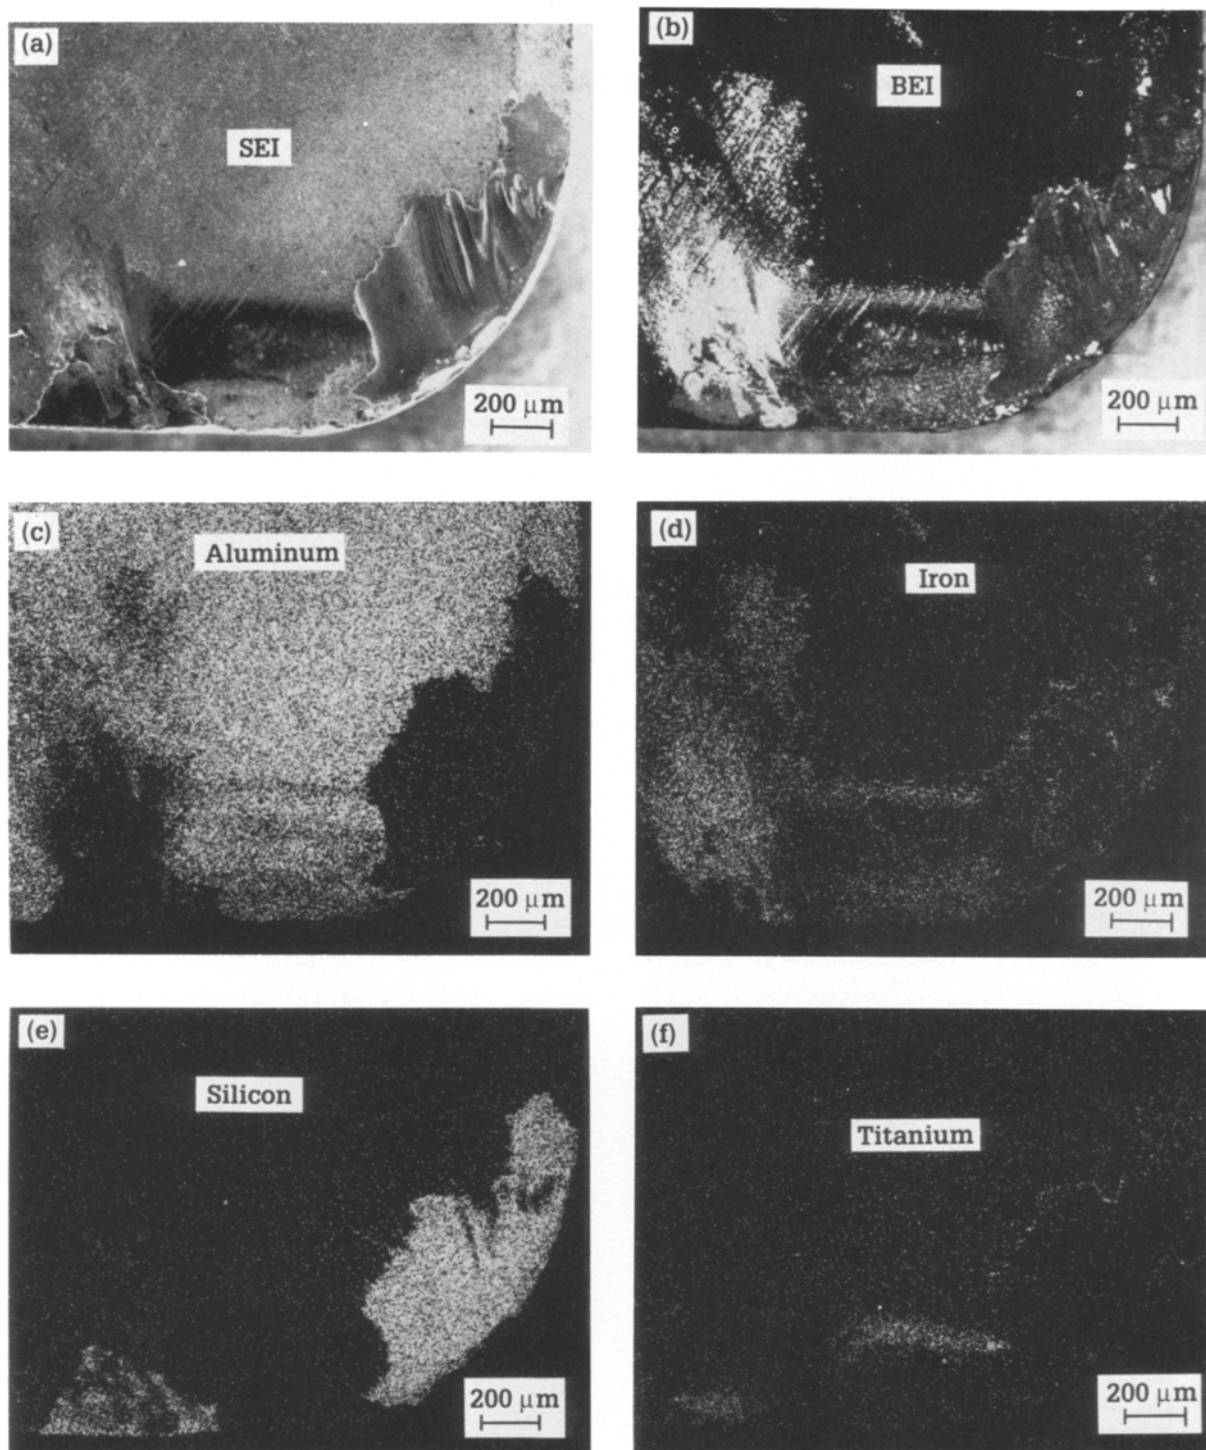 (a)
SEI
200 μm
(b)
BEI
200 μm
(c)
Aluminum
200 μm
(d)
Iron
200 μm
(e)
Silicon
200 μm
(f)
Titanium
200 μm